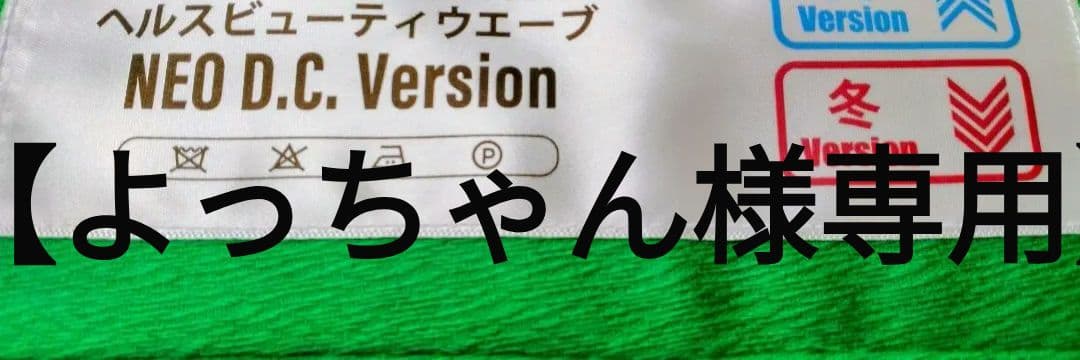 ヘルスビューティウエーブ
NEO D.C. Version
P
Version
冬
Version
【よっちゃん様専用】